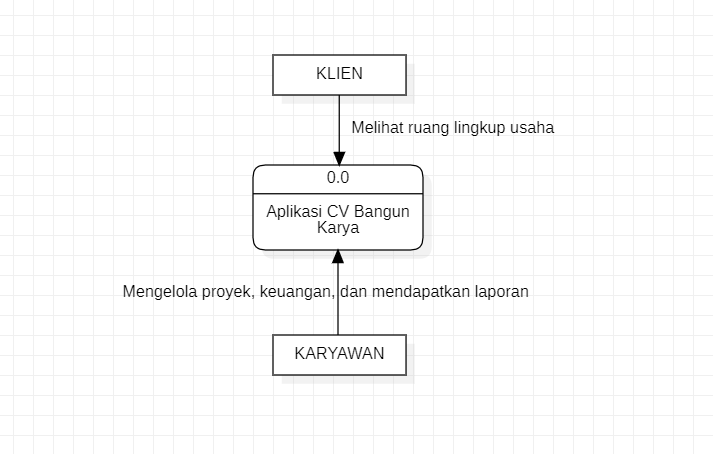 KLIEN
Melihat ruang lingkup usaha
0.0
Aplikasi CV Bangun
Karya
Mengelola proyek, keuangan, dan mendapatkan laporan
KARYAWAN